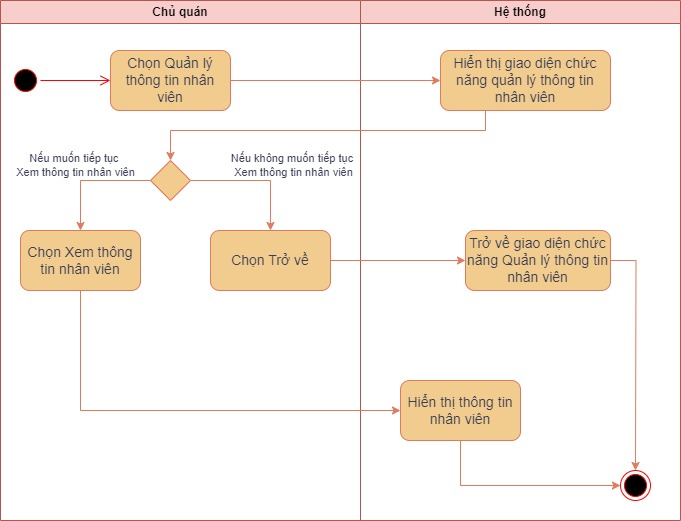 Chủ quán
Hệ thống
Chọn Quản lý
thông tin nhân
viên
Hiển thị giao diện chức
năng quản lý thông tin
nhân viên
Nếu muốn tiếp tục
Xem thông tin nhân viên
Nếu không muốn tiếp tục
Xem thông tin nhân viên
Chọn Xem thông
tin nhân viên
Chọn Trở về
Trở về giao diện chức
năng Quản lý thông tin
nhân viên
Hiển thị thông tin
nhân viên